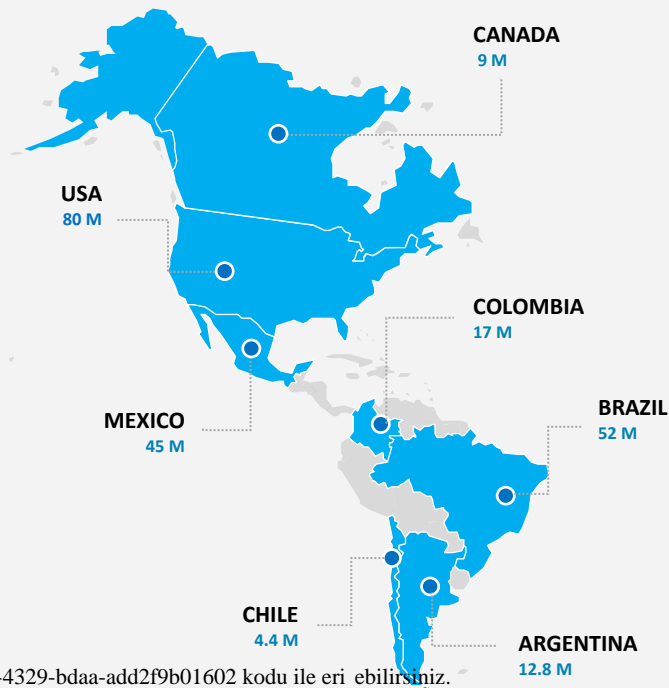 CANADA
9 M
USA
80 M
COLOMBIA
17 M
BRAZIL
52 M
MEXICO
45 M
CHILE
4.4 M
ARGENTINA
12.8 M
-4329-bdaa-add2f9b01602 kodu ile eri ebilirsiniz.